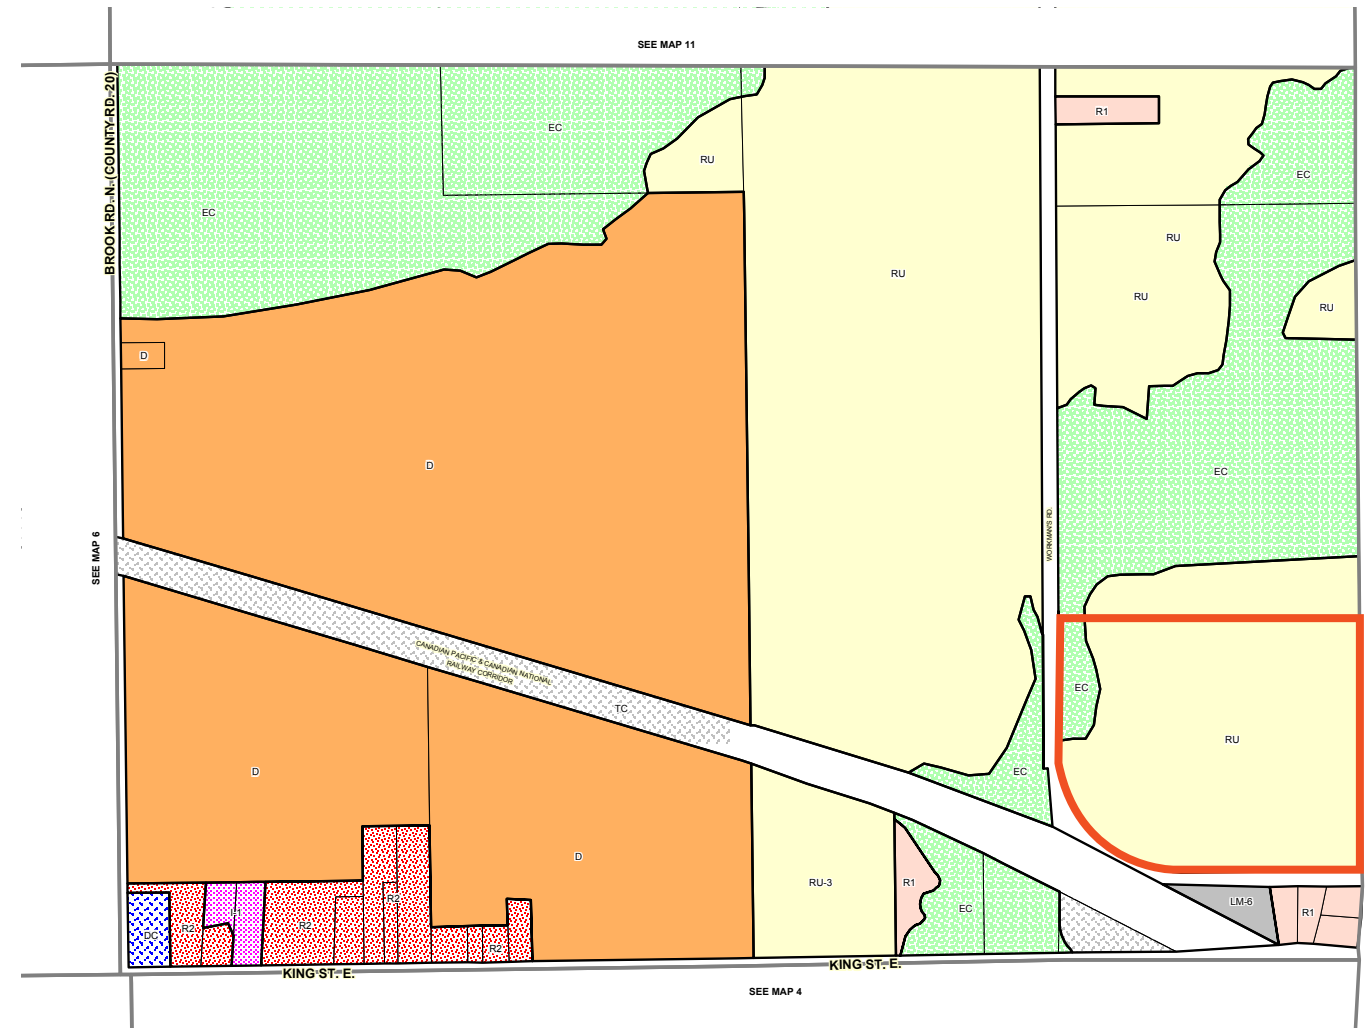 SEE MAP 11
BROOK RD. N. (COUNTY RD. 20)
R1
EC
RU
EC
EC
RU
RU
RU
RU
D
D
EC
WORKMAN'S RD.
SEE MAP 6
CANADIAN PACIFIC & CANADIAN NATIONAL
RAILWAY CORRIDOR
EC
TC
RU
EC
D
D
RU-3
R1
R2
LM-6
EC
R1
R2
R2
DC
R2
KING ST. E.
KING ST. E.
SEE MAP 4